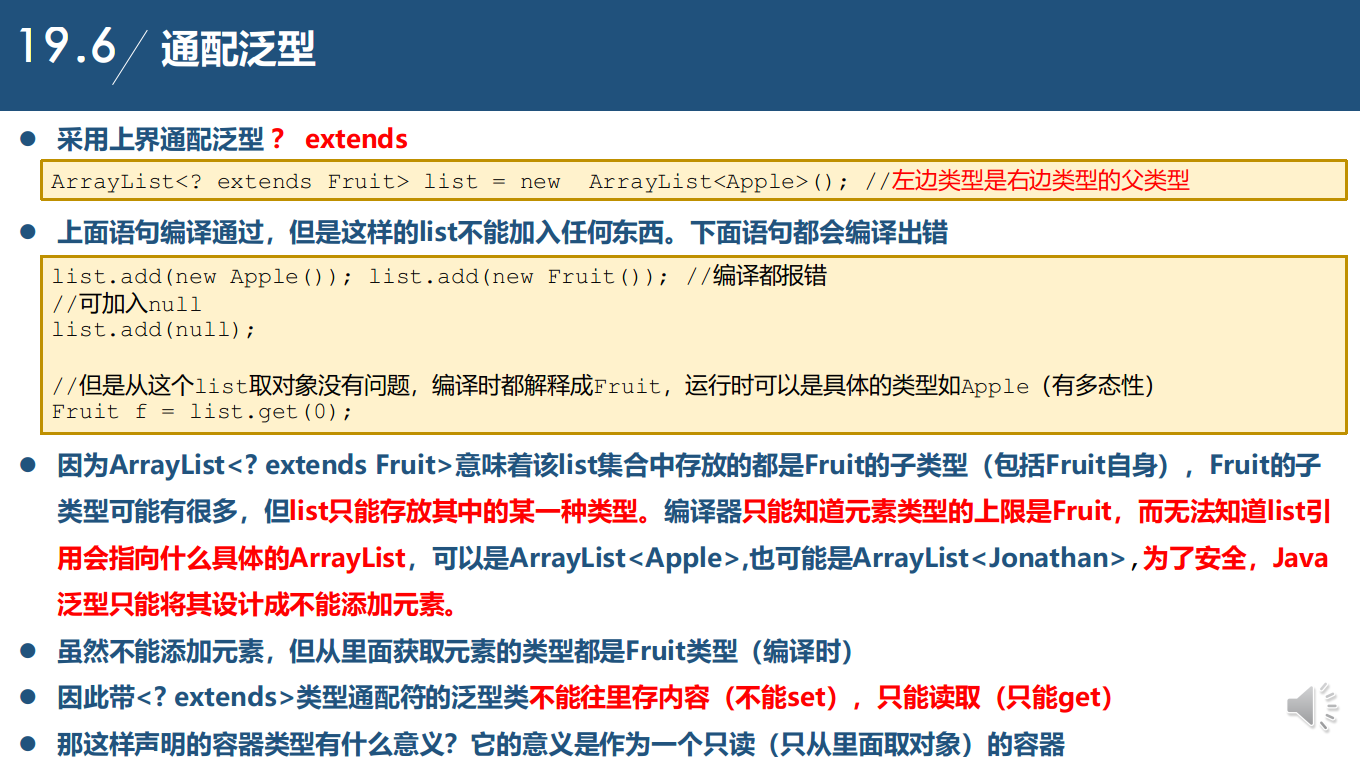 19.6 通配泛型
● 采用上界通配泛型？ extends
ArrayList<? extends Fruit> list = new  ArrayList<Apple>(); //左边类型是右边类型的父类型
● 上面语句编译通过，但是这样的list不能加入任何东西。下面语句都会编译出错
list.add(new Apple()); list.add(new Fruit()); //编译都报错
//可加入null
list.add(null);
//但是从这个list取对象没有问题，编译时都解释成Fruit，运行时可以是具体的类型如Apple（有多态性）
Fruit f = list.get(0);
● 因为ArrayList<? extends Fruit>意味着该list集合中存放的都是Fruit的子类型（包括Fruit自身），Fruit的子
类型可能有很多，但list只能存放其中的某一种类型。编译器只能知道元素类型的上限是Fruit，而无法知道list引
用会指向什么具体的ArrayList，可以是ArrayList<Apple>,也可能是ArrayList<Jonathan>,为了安全，Java
泛型只能将其设计成不能添加元素。
● 虽然不能添加元素，但从里面获取元素的类型都是Fruit类型（编译时）
● 因此带<? extends>类型通配符的泛型类不能往里存内容（不能set），只能读取（只能get）
● 那这样声明的容器类型有什么意义？它的意义是作为一个只读（只从里面取对象）的容器